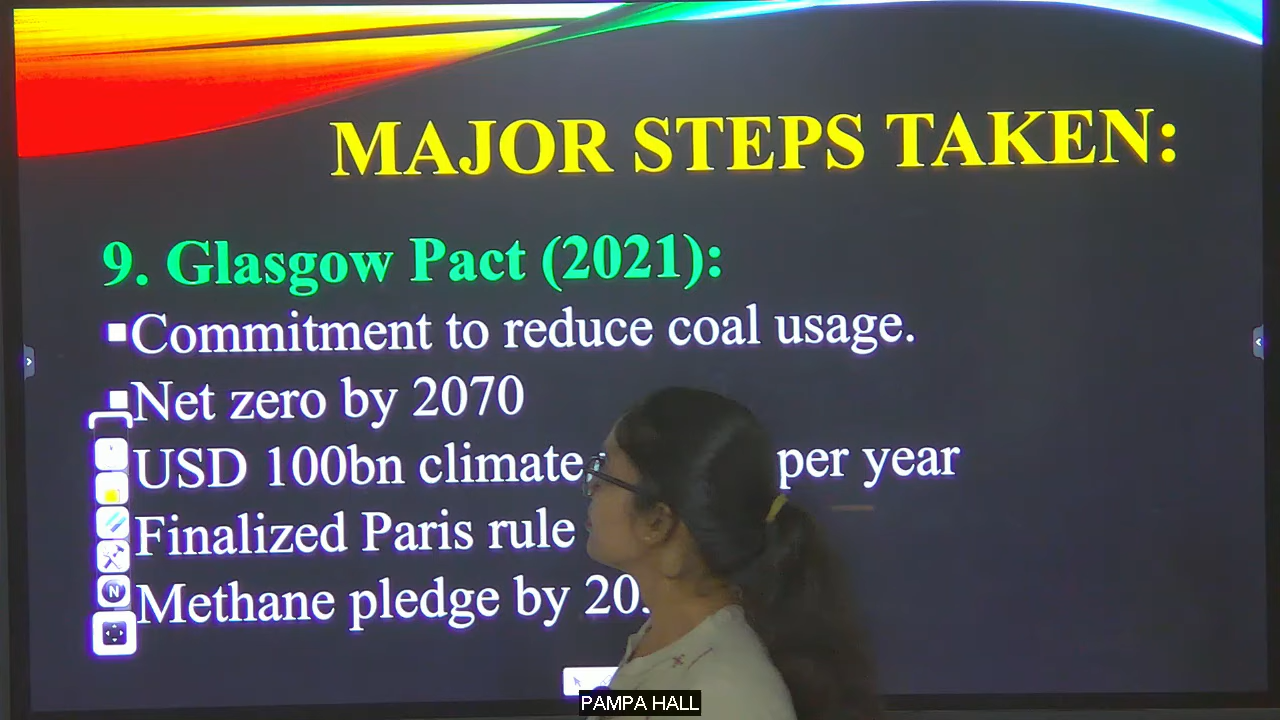 MAJOR STEPS TAKEN:
9. Glasgow Pact (2021):
▪Commitment to reduce coal usage.
▪Net zero by 2070
USD 100bn climate per year
Finalized Paris rule
Methane pledge by
N
PAMPA HALL